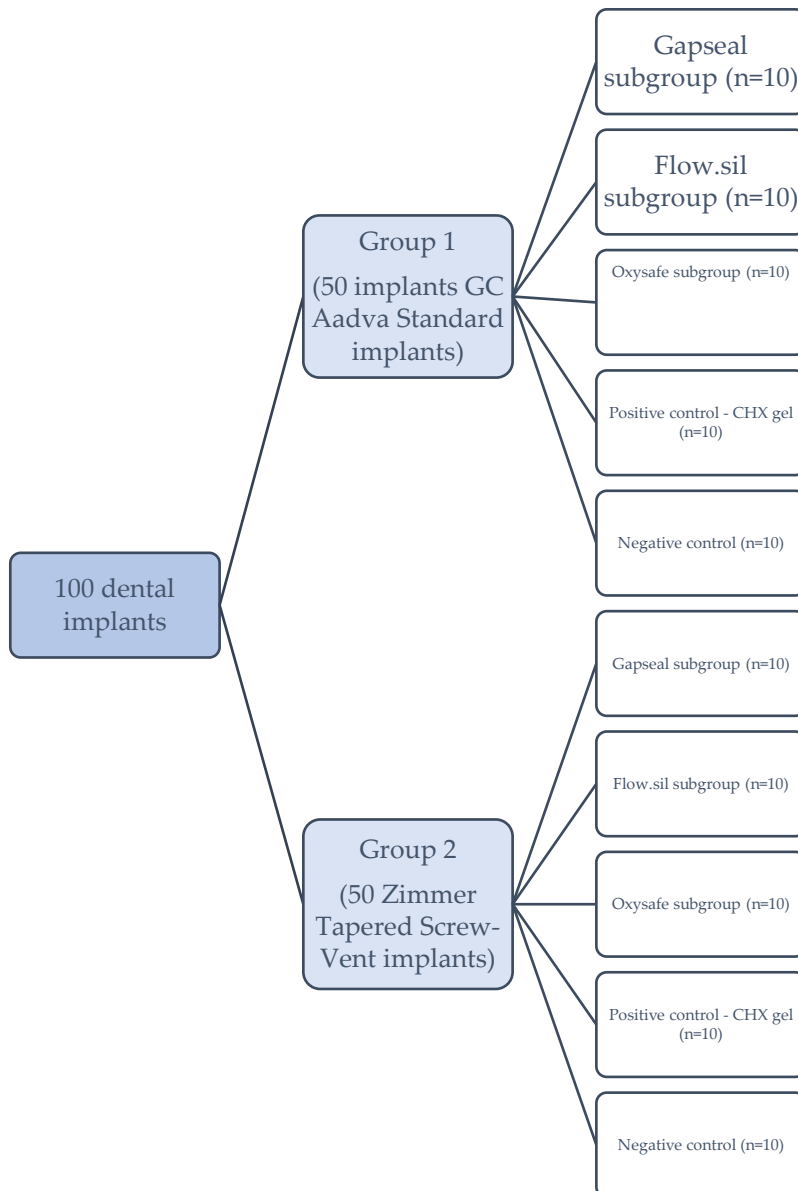 100 dental
implants
Group 1
(50 implants GC
Aadva Standard
implants)
Gapseal
subgroup (n=10)
Flow.sil
subgroup (n=10)
Oxysafe subgroup (n=10)
Positive control - CHX gel
(n=10)
Negative control (n=10)
Group 2
(50 Zimmer
Tapered Screw-
Vent implants)
Gapseal subgroup (n=10)
Flow.sil subgroup (n=10)
Oxysafe subgroup (n=10)
Positive control - CHX gel
(n=10)
Negative control (n=10)